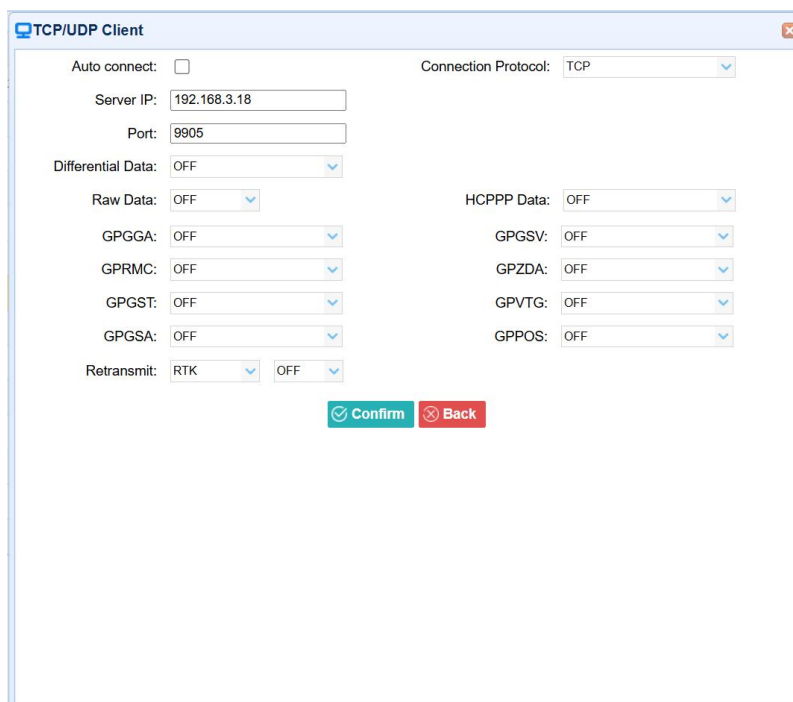 TCP/UDP Client
Auto connect: Connection Protocol: TCP
Server IP: 192.168.3.18
Port: 9905
Differential Data: OFF
Raw Data: OFF HCPPP Data: OFF
GPGGA: OFF GPGSV: OFF
GPRMC: OFF GPZDA: OFF
GPGST: OFF GPVTG: OFF
GPGSA: OFF GPPOS: OFF
Retransmit: RTK OFF
Confirm Back